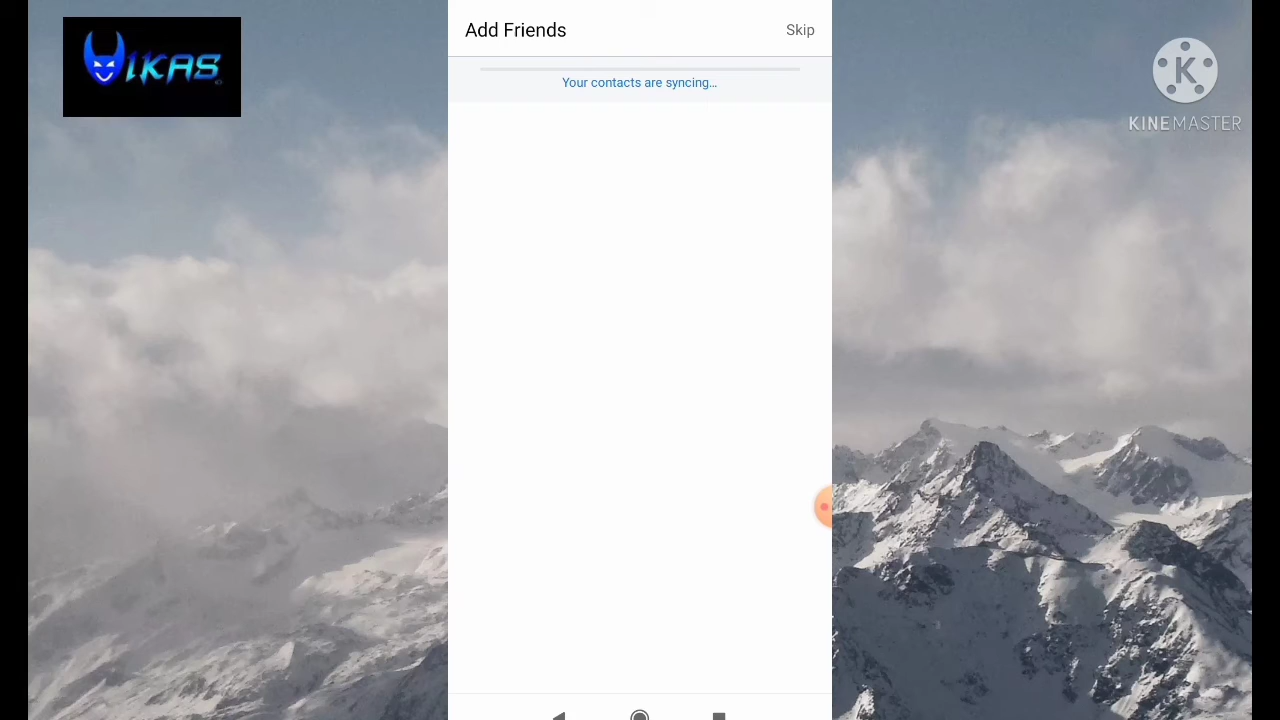 VIKAS
Add Friends
Skip
Your contacts are syncing...
K
KINEMASTER